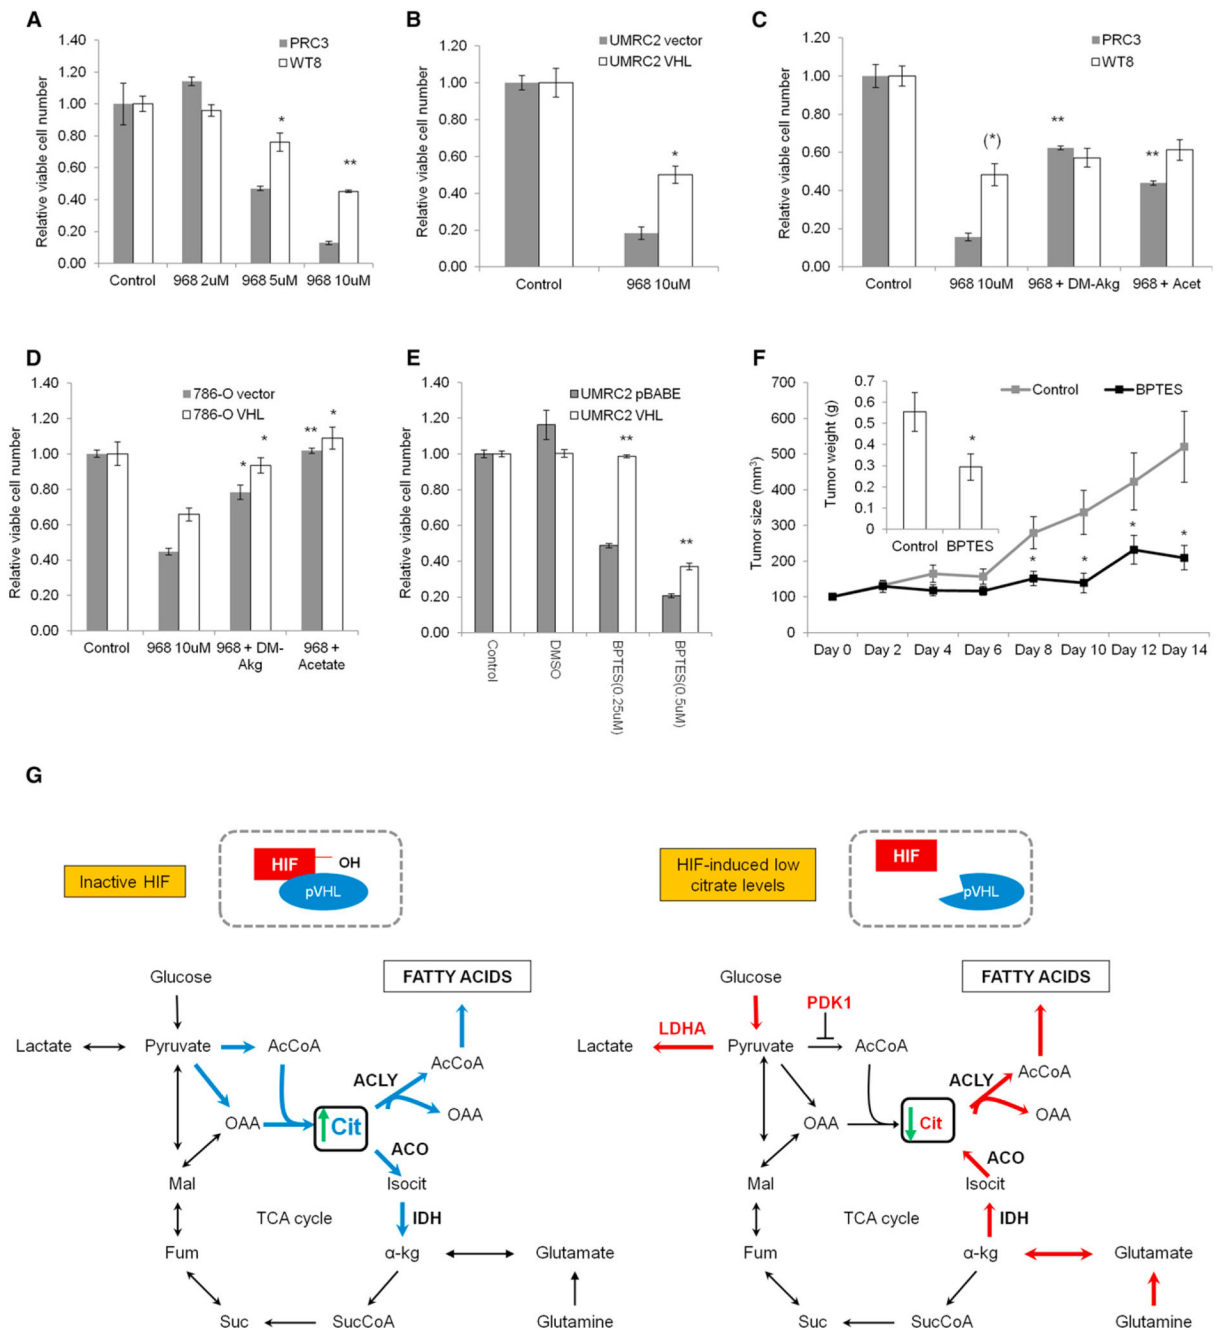 A
Relative viable cell number
1.40
1.20
1.00
0.80
0.60
0.40
0.20
0.00
PRC3
WT8
*
**
Control
968 2uM
968 5uM
968 10uM
B
Relative viable cell number
1.20
1.00
0.80
0.60
0.40
0.20
0.00
UMRC2 vector
UMRC2 VHL
*
Control
968 10uM
C
Relative viable cell number
1.20
1.00
0.80
0.60
0.40
0.20
0.00
PRC3
WT8
(*)
**
**
Control
968 10uM
968 + DM-Akg
968 + Acet
D
Relative viable cell number
1.40
1.20
1.00
0.80
0.60
0.40
0.20
0.00
786-O vector
786-O VHL
*
*
**
*
Control
968 10uM
968 + DM-
Akg
968 +
Acetate
E
Relative viable cell number
1.40
1.20
1.00
0.80
0.60
0.40
0.20
0.00
UMRC2 pBABE
UMRC2 VHL
**
**
Control
DMSO
BPTES(0.25uM)
BPTES(0.5uM)
F
Tumor size (mm³)
700
600
500
400
300
200
100
0
Tumor weight (g)
0.7
0.6
0.5
0.4
0.3
0.2
0.1
0
*
Control
BPTES
Control
BPTES
*
*
*
*
Day 0
Day 2
Day 4
Day 6
Day 8
Day 10
Day 12
Day 14
G
Inactive HIF
HIF
OH
pVHL
Glucose
FATTY ACIDS
Lactate
Pyruvate
AcCoA
AcCoA
ACLY
OAA
Cit
OAA
ACO
Mal
Isocit
TCA cycle
IDH
Fum
α-kg
Glutamate
Suc
SucCoA
Glutamine
HIF-induced low
citrate levels
HIF
pVHL
Glucose
FATTY ACIDS
PDK1
LDHA
Lactate
Pyruvate
AcCoA
AcCoA
ACLY
OAA
Cit
OAA
ACO
Mal
Isocit
TCA cycle
IDH
Fum
α-kg
Glutamate
Suc
SucCoA
Glutamine